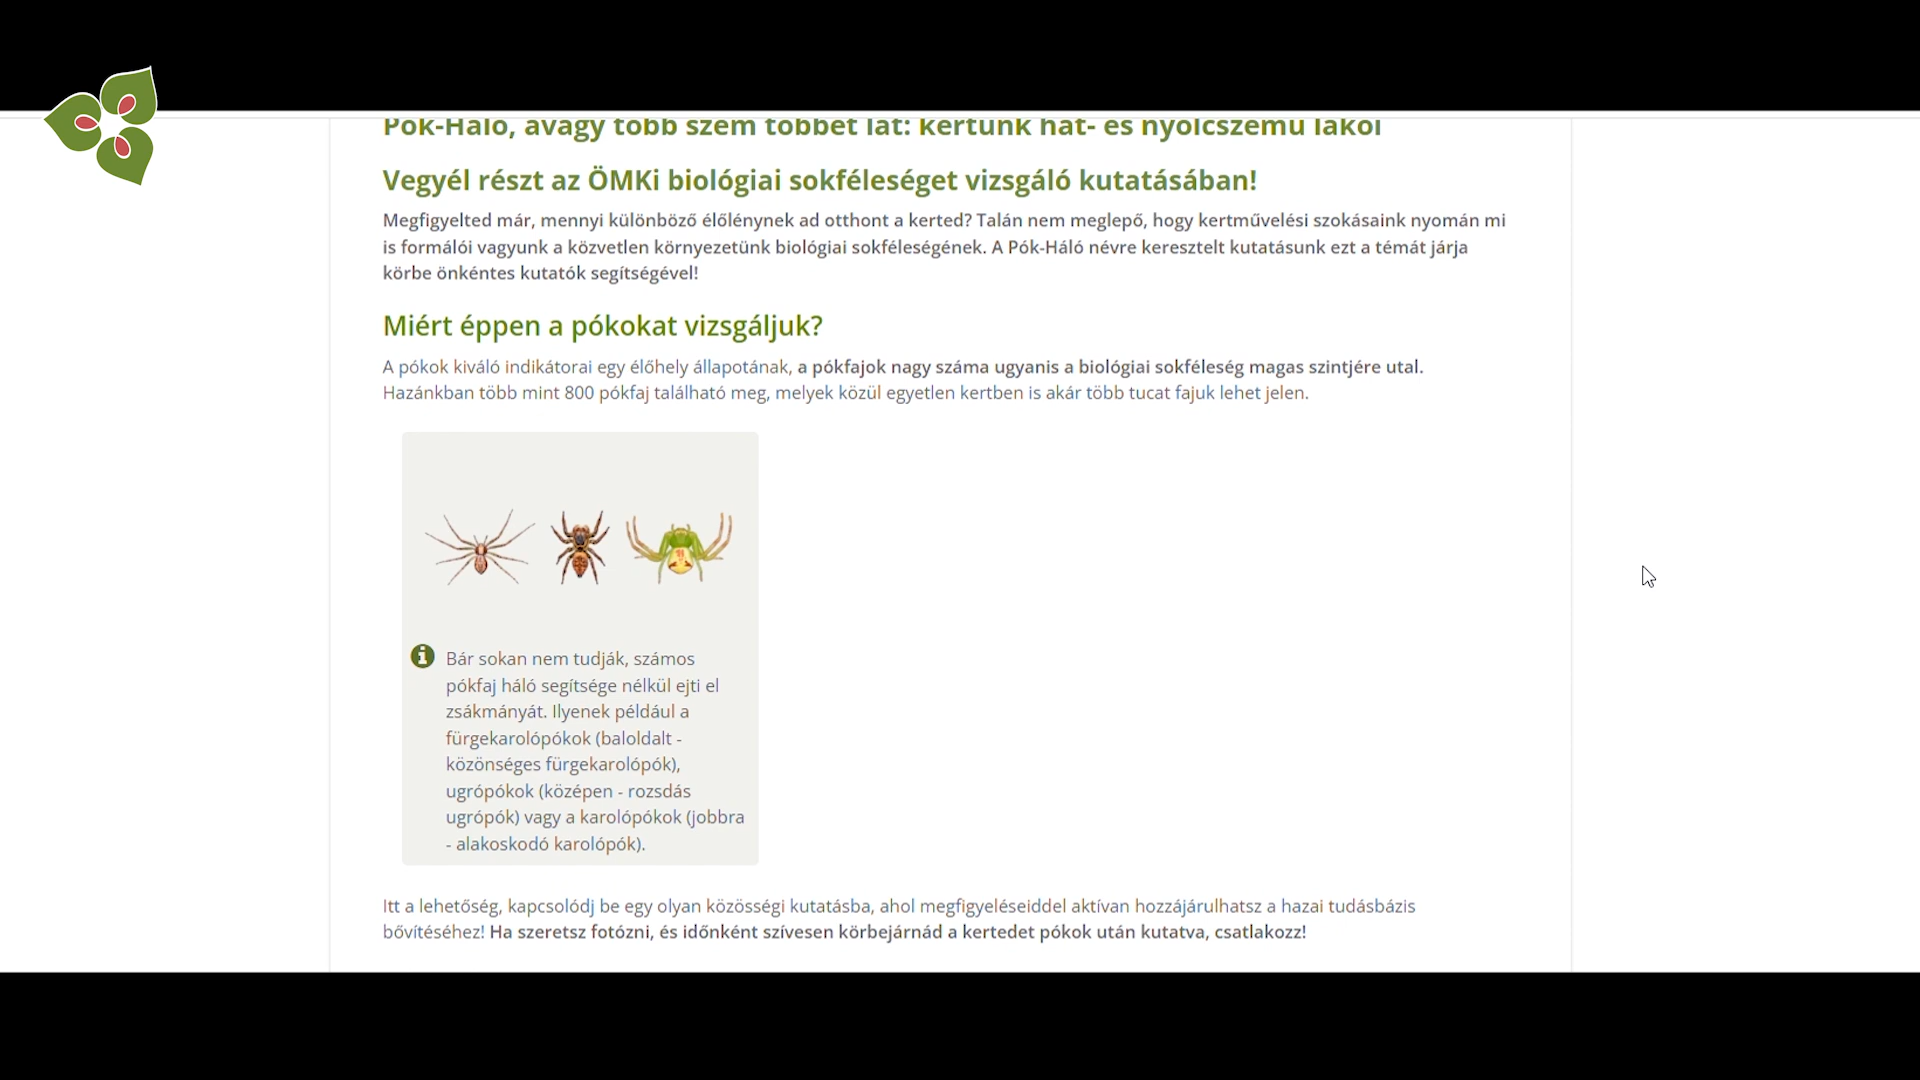 Pók-Háló, avagy több szem többet lát: kertünk hat- és nyolcszemű lakói
Vegyél részt az ÖMKi biológiai sokféleséget vizsgáló kutatásában!
Megfigyelted már, mennyi különböző élőlénynek ad otthont a kerted? Talán nem meglepő, hogy kertművelési szokásaink nyomán mi
is formálói vagyunk a közvetlen környezetünk biológiai sokféleségének. A Pók-Háló névre keresztelt kutatásunk ezt a témát járja
körbe önkéntes kutatók segítségével!
Miért éppen a pókokat vizsgáljuk?
A pókok kiváló indikátorai egy élőhely állapotának, a pókfajok nagy száma ugyanis a biológiai sokféleség magas szintjére utal.
Hazánkban több mint 800 pókfaj található meg, melyek közül egyetlen kertben is akár több tucat fajuk lehet jelen.
Bár sokan nem tudják, számos
pókfaj háló segítsége nélkül ejti el
zsákmányát. Ilyenek például a
fürgekarolópókok (baloldalt -
közönséges fürgekarolópók),
ugrópókok (középen - rozsdás
ugrópók) vagy a karolópókok (jobbra
- alakoskodó karolópók).
Itt a lehetőség, kapcsolódj be egy olyan közösségi kutatásba, ahol megfigyeléseiddel aktívan hozzájárulhatsz a hazai tudásbázis
bővítéséhez! Ha szeretsz fotózni, és időnként szívesen körbejárnád a kertedet pókok után kutatva, csatlakozz!